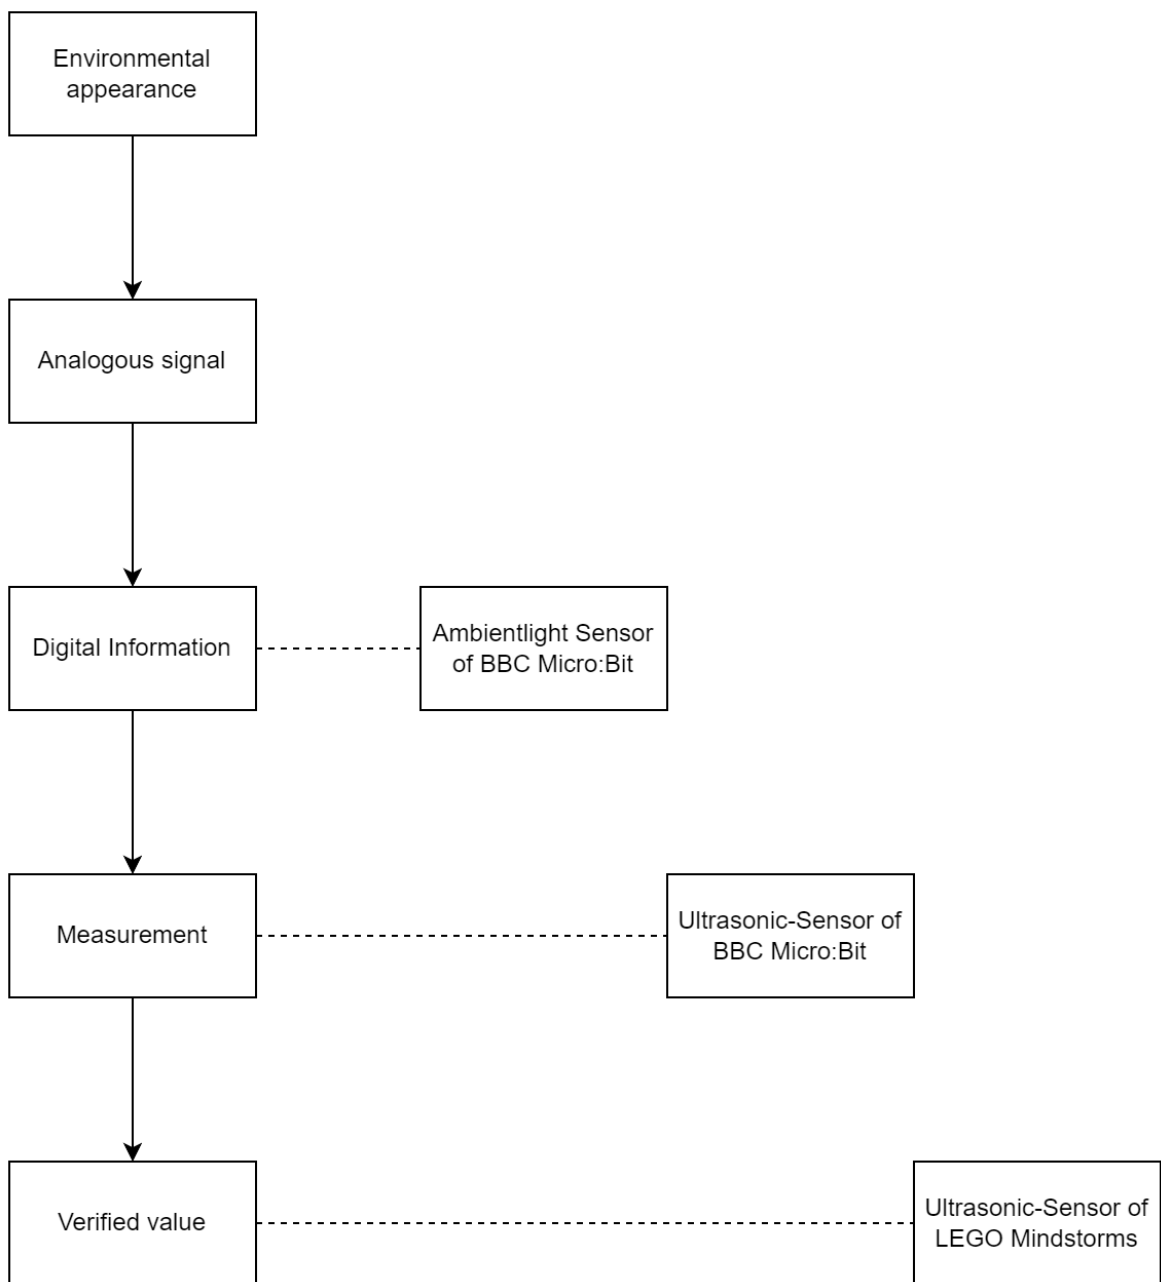 Environmental
appearance
Analogous signal
Digital Information
Ambientlight Sensor
of BBC Micro:Bit
Measurement
Ultrasonic-Sensor of
BBC Micro:Bit
Verified value
Ultrasonic-Sensor of
LEGO Mindstorms